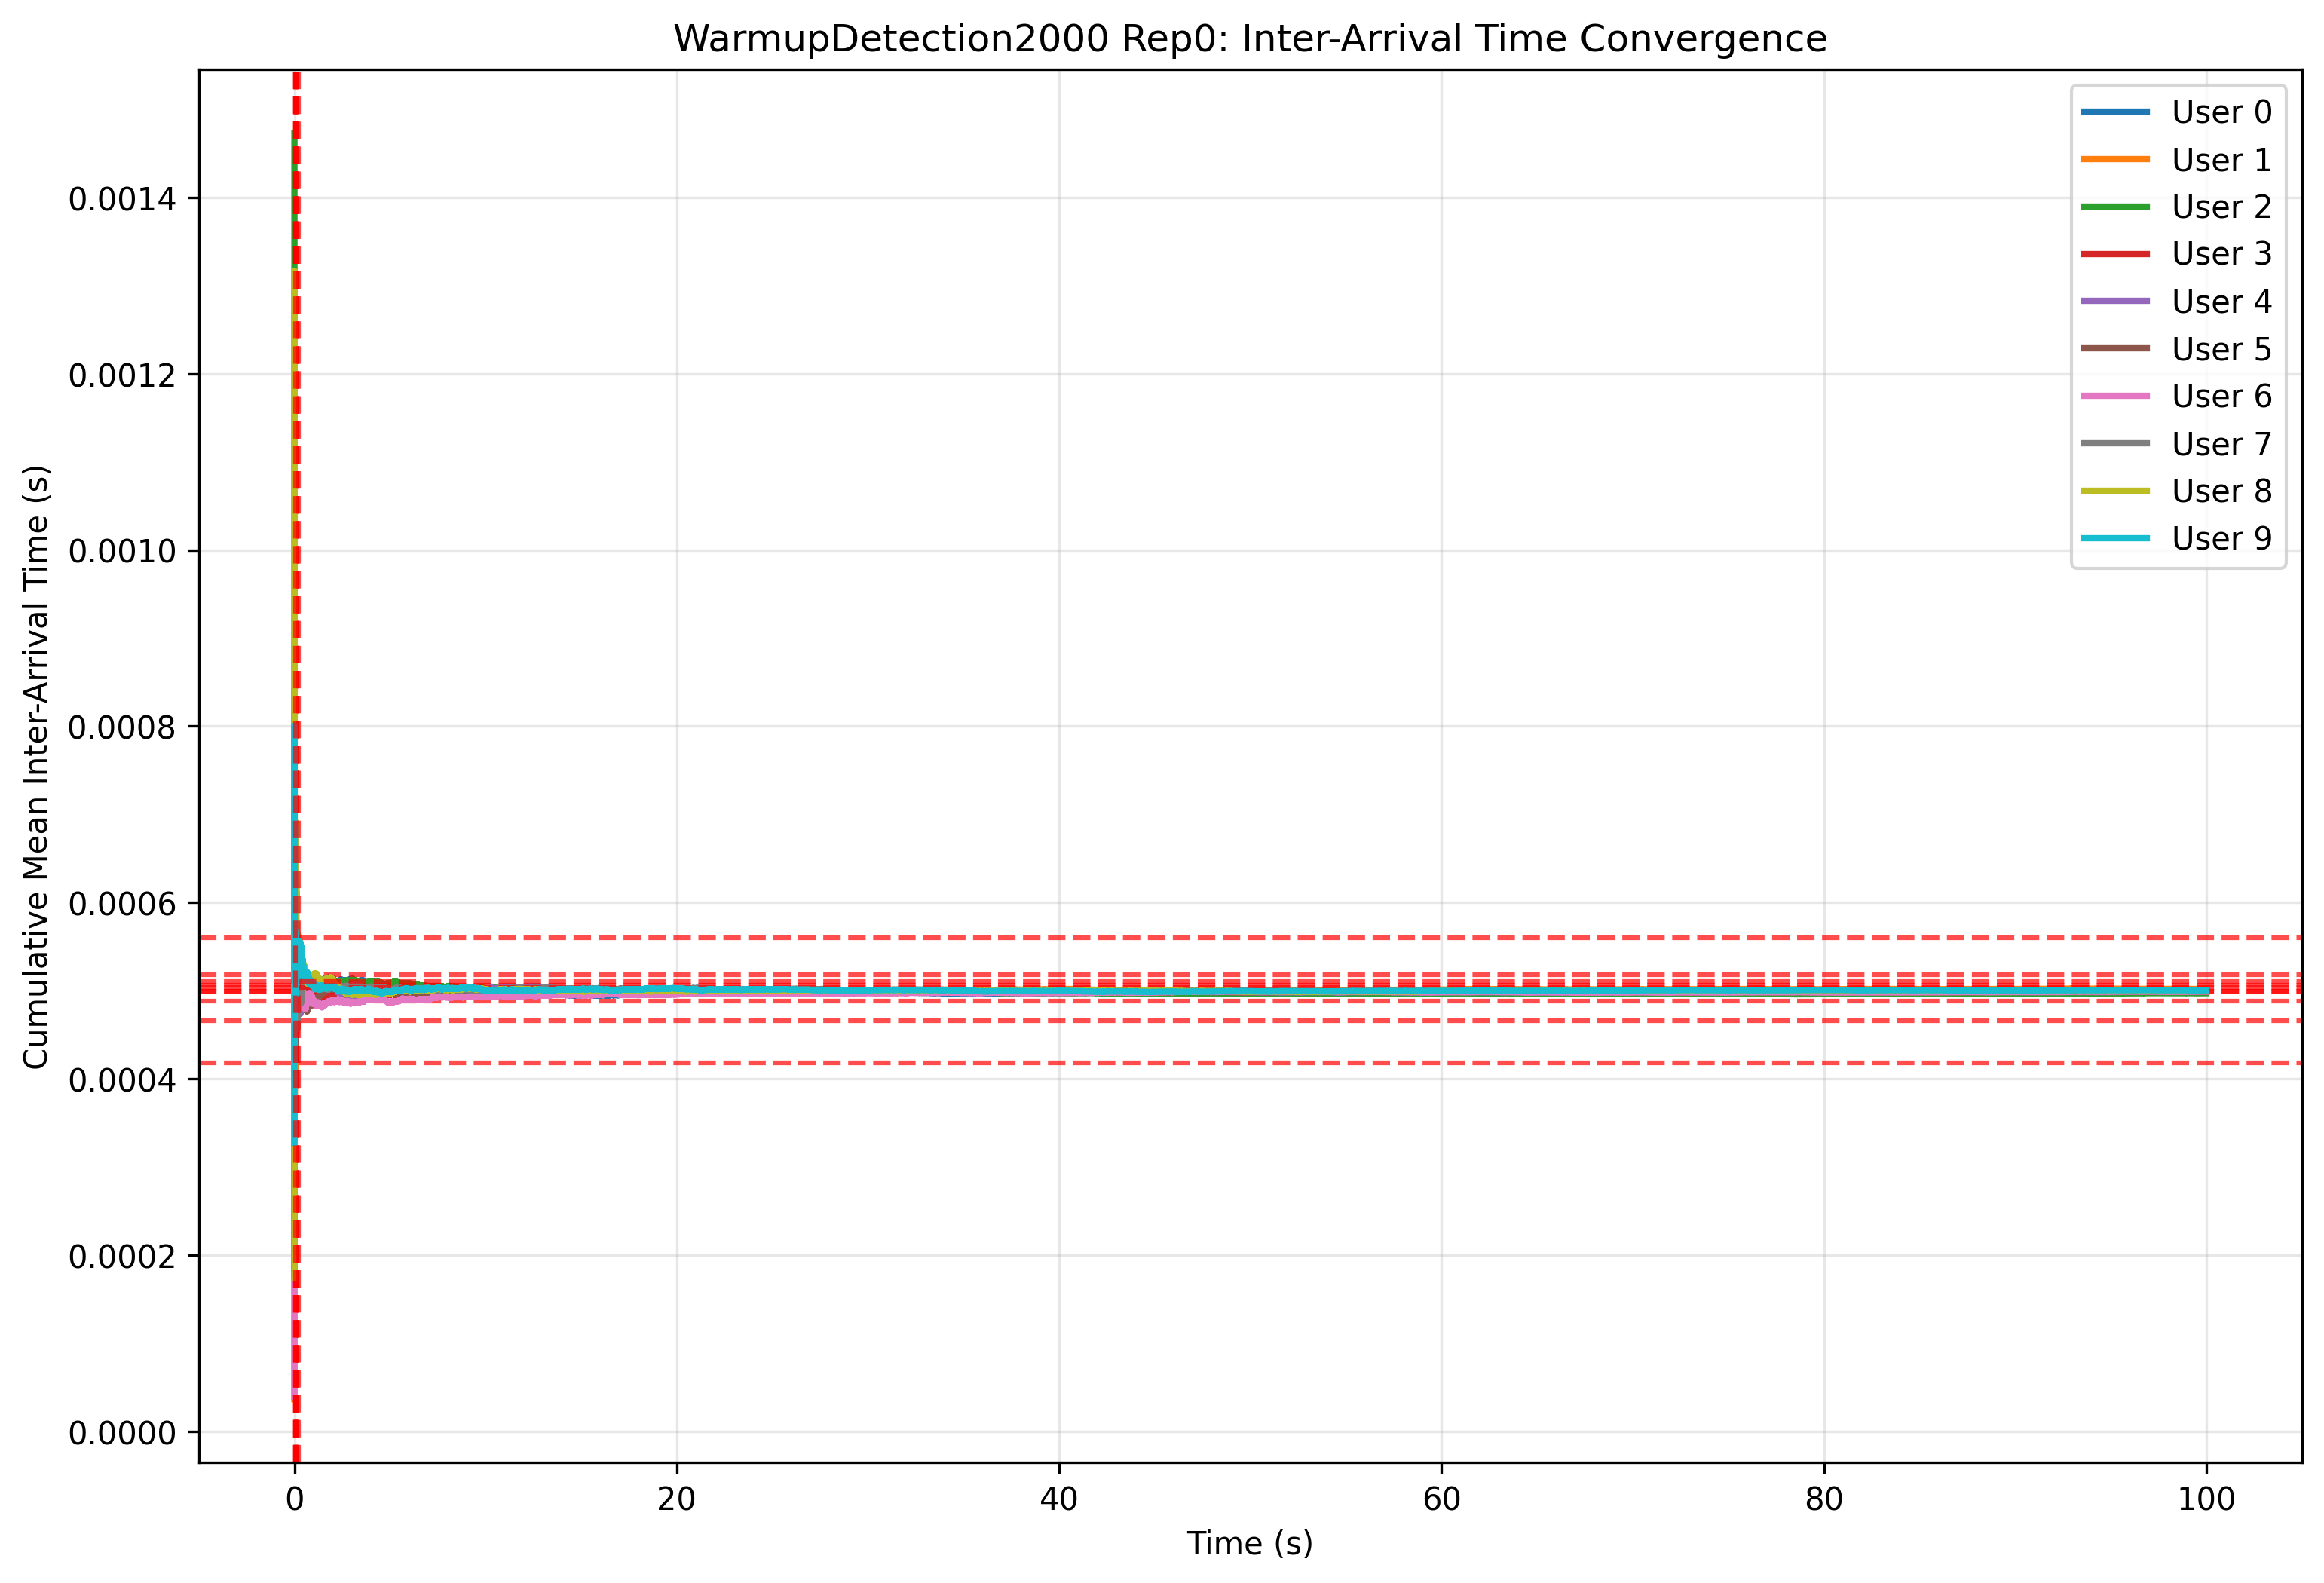 WarmupDetection2000 Rep0: Inter-Arrival Time Convergence
Cumulative Mean Inter-Arrival Time (s)
0.0014
0.0012
0.0010
0.0008
0.0006
0.0004
0.0002
0.0000
User 0
User 1
User 2
User 3
User 4
User 5
User 6
User 7
User 8
User 9
0
20
40
60
80
100
Time (s)